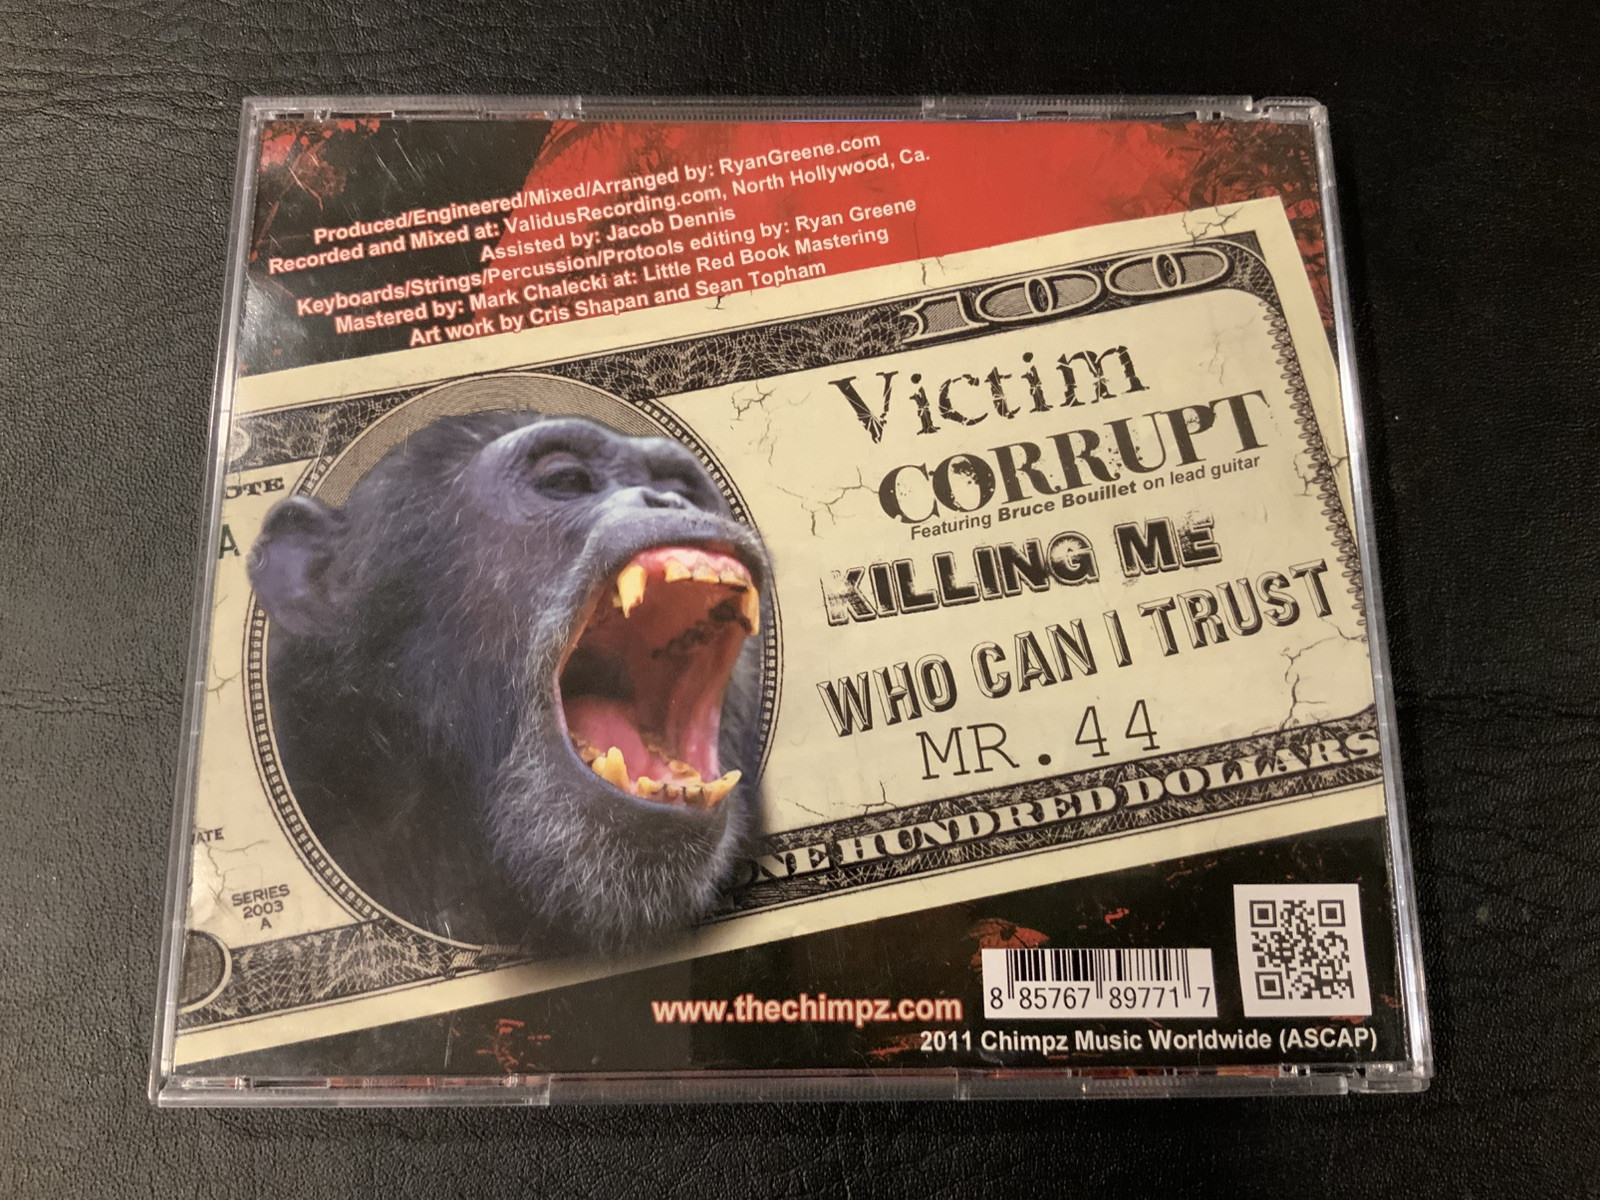 Produced/Engineered/Mixed/Arranged by: RyanGreene.com
Recorded and Mixed at: ValidusRecording.com, North Hollywood, Ca.
Assisted by: Jacob Dennis
Keyboards/Strings/Percussion/Protools editing by: Ryan Greene
Mastered by: Mark Chalecki at: Little Red Book Mastering
Art work by Cris Shapan and Sean Topham
100
Victim
CORRUPT
Featuring Bruce Bouillet on lead guitar
KILLING ME
WHO CAN I TRUST
MR.44
ONE HUNDRED DOLLARS
SERIES
2003
A
www.thechimpz.com
8 85767 89771 7
2011 Chimpz Music Worldwide (ASCAP)